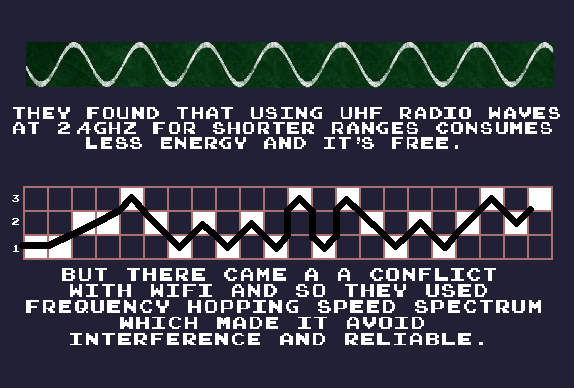 THEY FOUND THAT USING UHF RADIO WAVES
AT 2.4GHZ FOR SHORTER RANGES CONSUMES
LESS ENERGY AND IT'S FREE.
3
2
1
BUT THERE CAME A A CONFLICT
WITH WIFI AND SO THEY USED
FREQUENCY HOPPING SPEED SPECTRUM
WHICH MADE IT AVOID
INTERFERENCE AND RELIABLE.